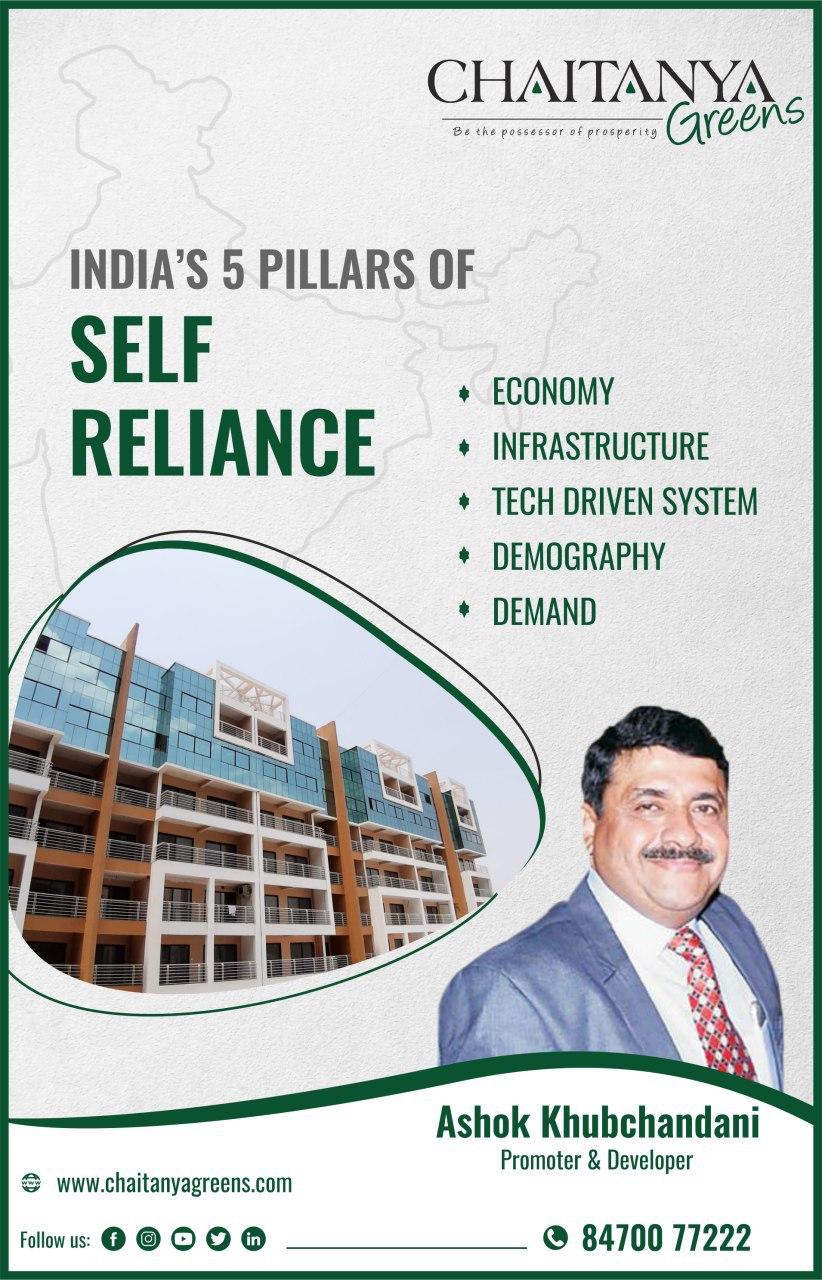 CHAITANYA
Greens
Be the possessor of prosperity
INDIA'S 5 PILLARS OF
SELF
RELIANCE
ECONOMY
INFRASTRUCTURE
TECH DRIVEN SYSTEM
DEMOGRAPHY
DEMAND
Ashok Khubchandani
Promoter & Developer
www.chaitanyagreens.com
Follow us:
84700 77222